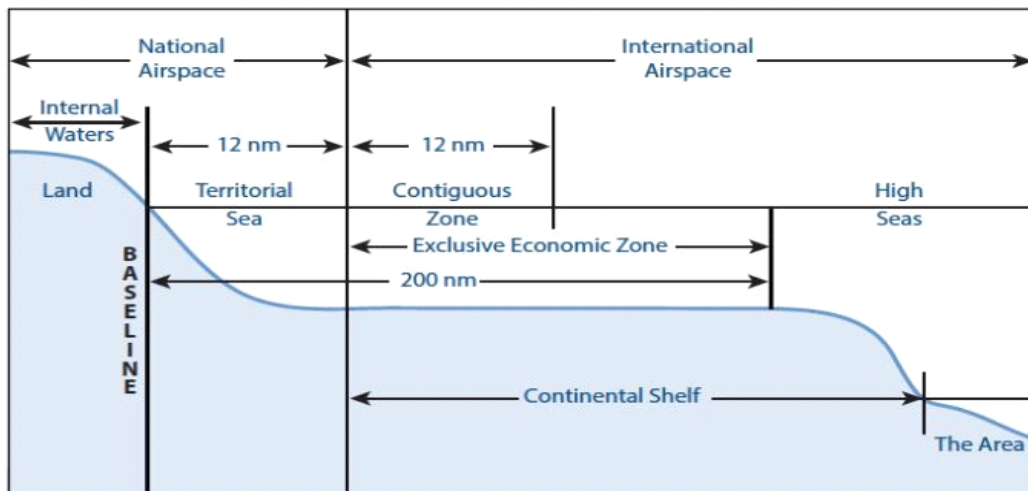 National
Airspace
International
Airspace
Internal
Waters
12 nm
12 nm
Land
Territorial
Sea
Contiguous
Zone
High
Seas
Exclusive Economic Zone
200 nm
BASELINE
Continental Shelf
The Area